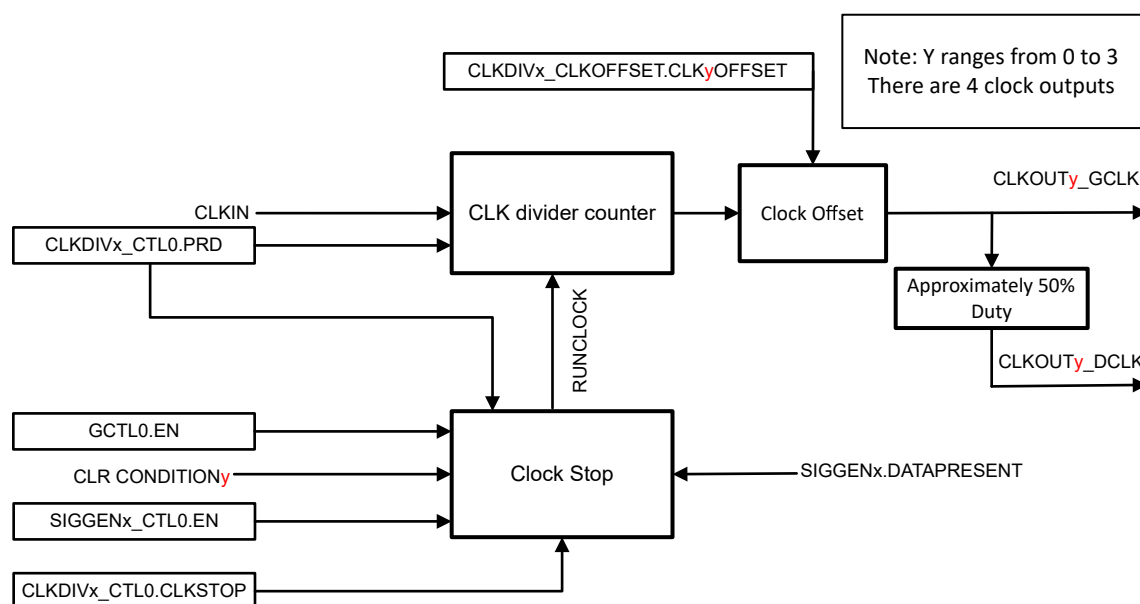 CLKDIVx_CLKOFFSET.CLKyOFFSET
Note: Y ranges from 0 to 3
There are 4 clock outputs
CLKIN
CLK divider counter
Clock Offset
CLKOUTy_GCLK
CLKDIVx_CTL0.PRD
Approximately 50%
Duty
RUNCLOCK
CLKOUTy_DCLK
GCTL0.EN
CLR CONDITIONy
Clock Stop
SIGGENx.DATAPRESENT
SIGGENx_CTL0.EN
CLKDIVx_CTL0.CLKSTOP